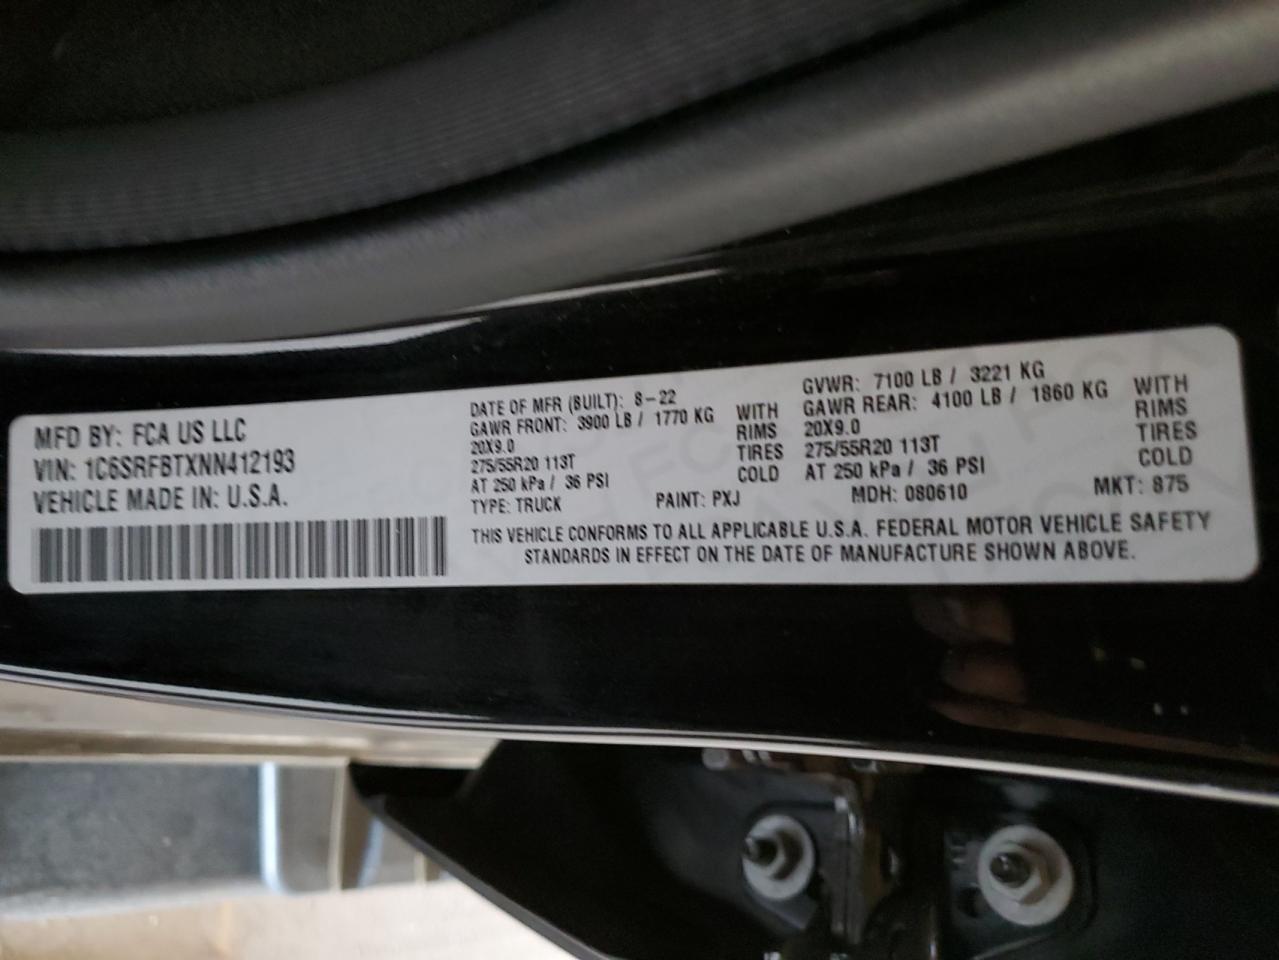 MFD BY: FCA US LLC
VIN: 1C6SRFBTXNN412193
VEHICLE MADE IN: U.S.A.
DATE OF MFR (BUILT): 8-22
GAWR FRONT: 3900 LB / 1770 KG WITH
20X9.0 RIMS
275/55R20 113T TIRES
AT 250 kPa / 36 PSI COLD
GVWR: 7100 LB / 3221 KG
GAWR REAR: 4100 LB / 1860 KG WITH
20X9.0 RIMS
275/55R20 113T TIRES
AT 250 kPa / 36 PSI COLD
TYPE: TRUCK PAINT: PXJ MDH: 080610 MKT: 875
THIS VEHICLE CONFORMS TO ALL APPLICABLE U.S.A. FEDERAL MOTOR VEHICLE SAFETY
STANDARDS IN EFFECT ON THE DATE OF MANUFACTURE SHOWN ABOVE.